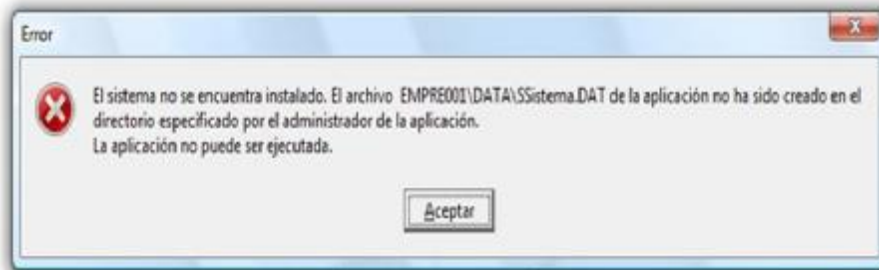 Error
El sistema no se encuentra instalado. El archivo EMPRE001\DATA\SSistema.DAT de la aplicación no ha sido creado en el
directorio especificado por el administrador de la aplicación.
La aplicación no puede ser ejecutada.
Aceptar